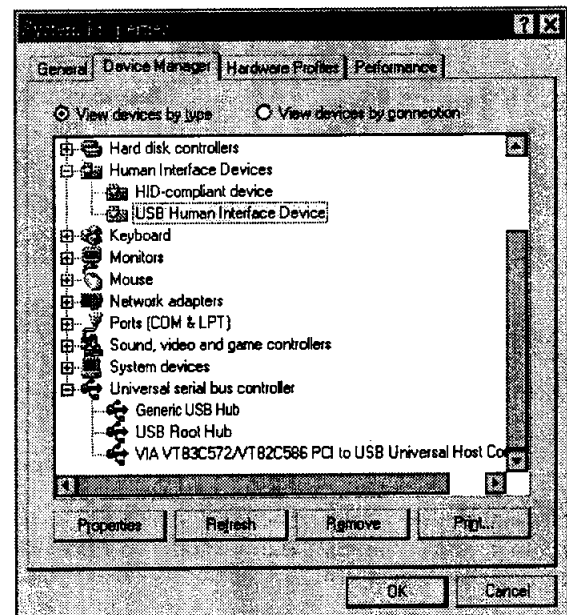 System Properties
? X
General Device Manager Hardware Profiles Performance
View devices by type View devices by connection
Hard disk controllers
Human Interface Devices
HID-compliant device
USB Human Interface Device
Keyboard
Monitors
Mouse
Network adapters
Ports (COM & LPT)
Sound, video and game controllers
System devices
Universal serial bus controller
Generic USB Hub
USB Root Hub
VIA VT83C572/VT82C586 PCI to USB Universal Host Co
Properties Refresh Remove Print...
OK Cancel